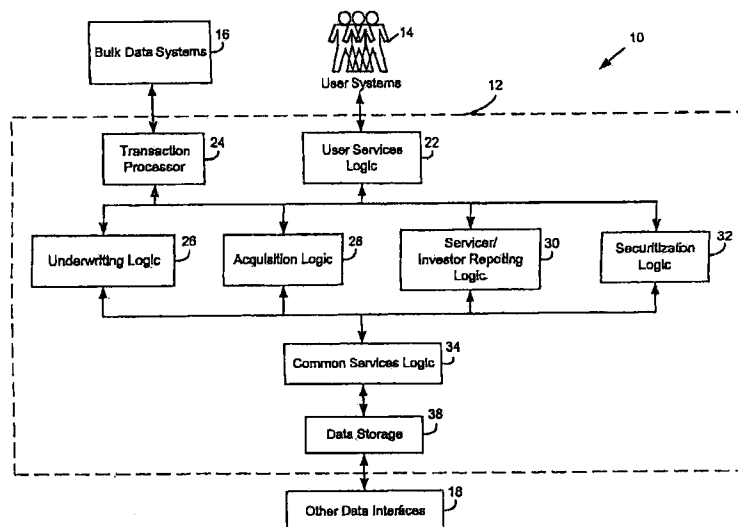 16
Bulk Data Systems
14
User Systems
10
12
Transaction
Processor
24
User Services
Logic
22
Underwriting Logic
26
Acquisition Logic
28
Servicer/
Investor Repoting
Logic
30
Securitization
Logic
32
34
Common Services Logic
38
Data Storage
18
Other Data Interfaces